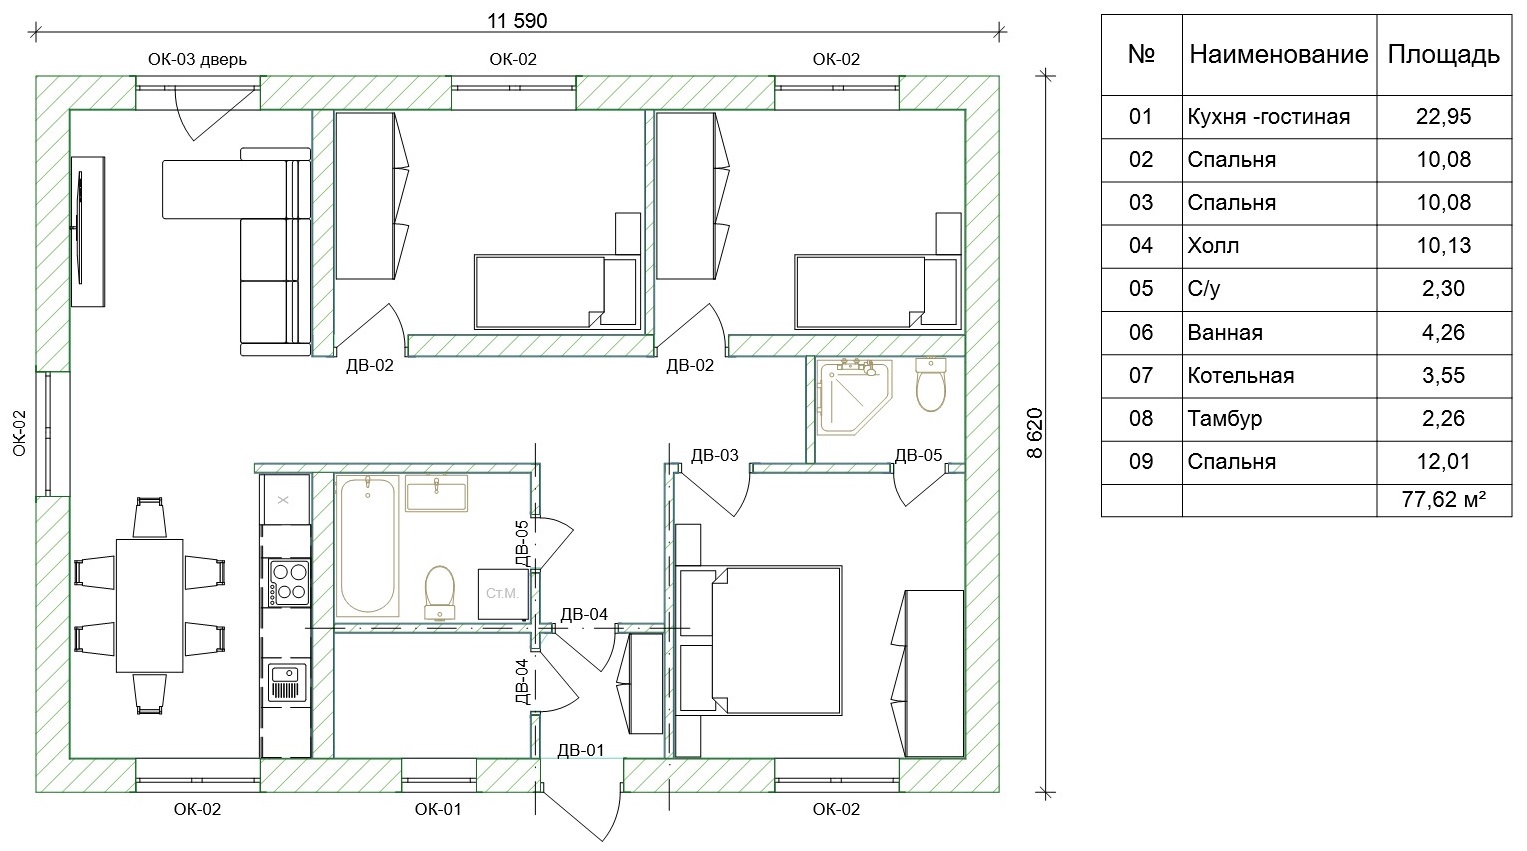 11 590
ОК-03 дверь
ОК-02
ОК-02
ДВ-02
ДВ-02
ОК-02
8 620
ДВ-03
ДВ-05
X
ДВ-05
Ст.М.
ДВ-04
ДВ-04
ДВ-01
ОК-02
ОК-01
ОК-02
№ Наименование Площадь
01 Кухня -гостиная 22,95
02 Спальня 10,08
03 Спальня 10,08
04 Холл 10,13
05 С/у 2,30
06 Ванная 4,26
07 Котельная 3,55
08 Тамбур 2,26
09 Спальня 12,01
77,62 м²